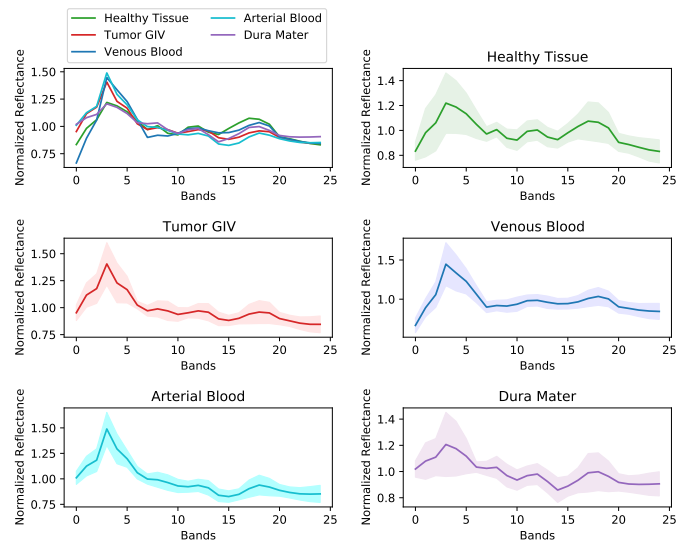 Healthy Tissue
Tumor GIV
Venous Blood
Arterial Blood
Dura Mater
Normalized Reflectance
1.50
1.25
1.00
0.75
0 5 10 15 20 25
Bands
Healthy Tissue
Normalized Reflectance
1.4
1.2
1.0
0.8
0 5 10 15 20 25
Bands
Tumor GIV
Normalized Reflectance
1.50
1.25
1.00
0.75
0 5 10 15 20 25
Bands
Venous Blood
Normalized Reflectance
1.5
1.0
0 5 10 15 20 25
Bands
Arterial Blood
Normalized Reflectance
1.50
1.25
1.00
0.75
0 5 10 15 20 25
Bands
Dura Mater
Normalized Reflectance
1.4
1.2
1.0
0.8
0 5 10 15 20 25
Bands